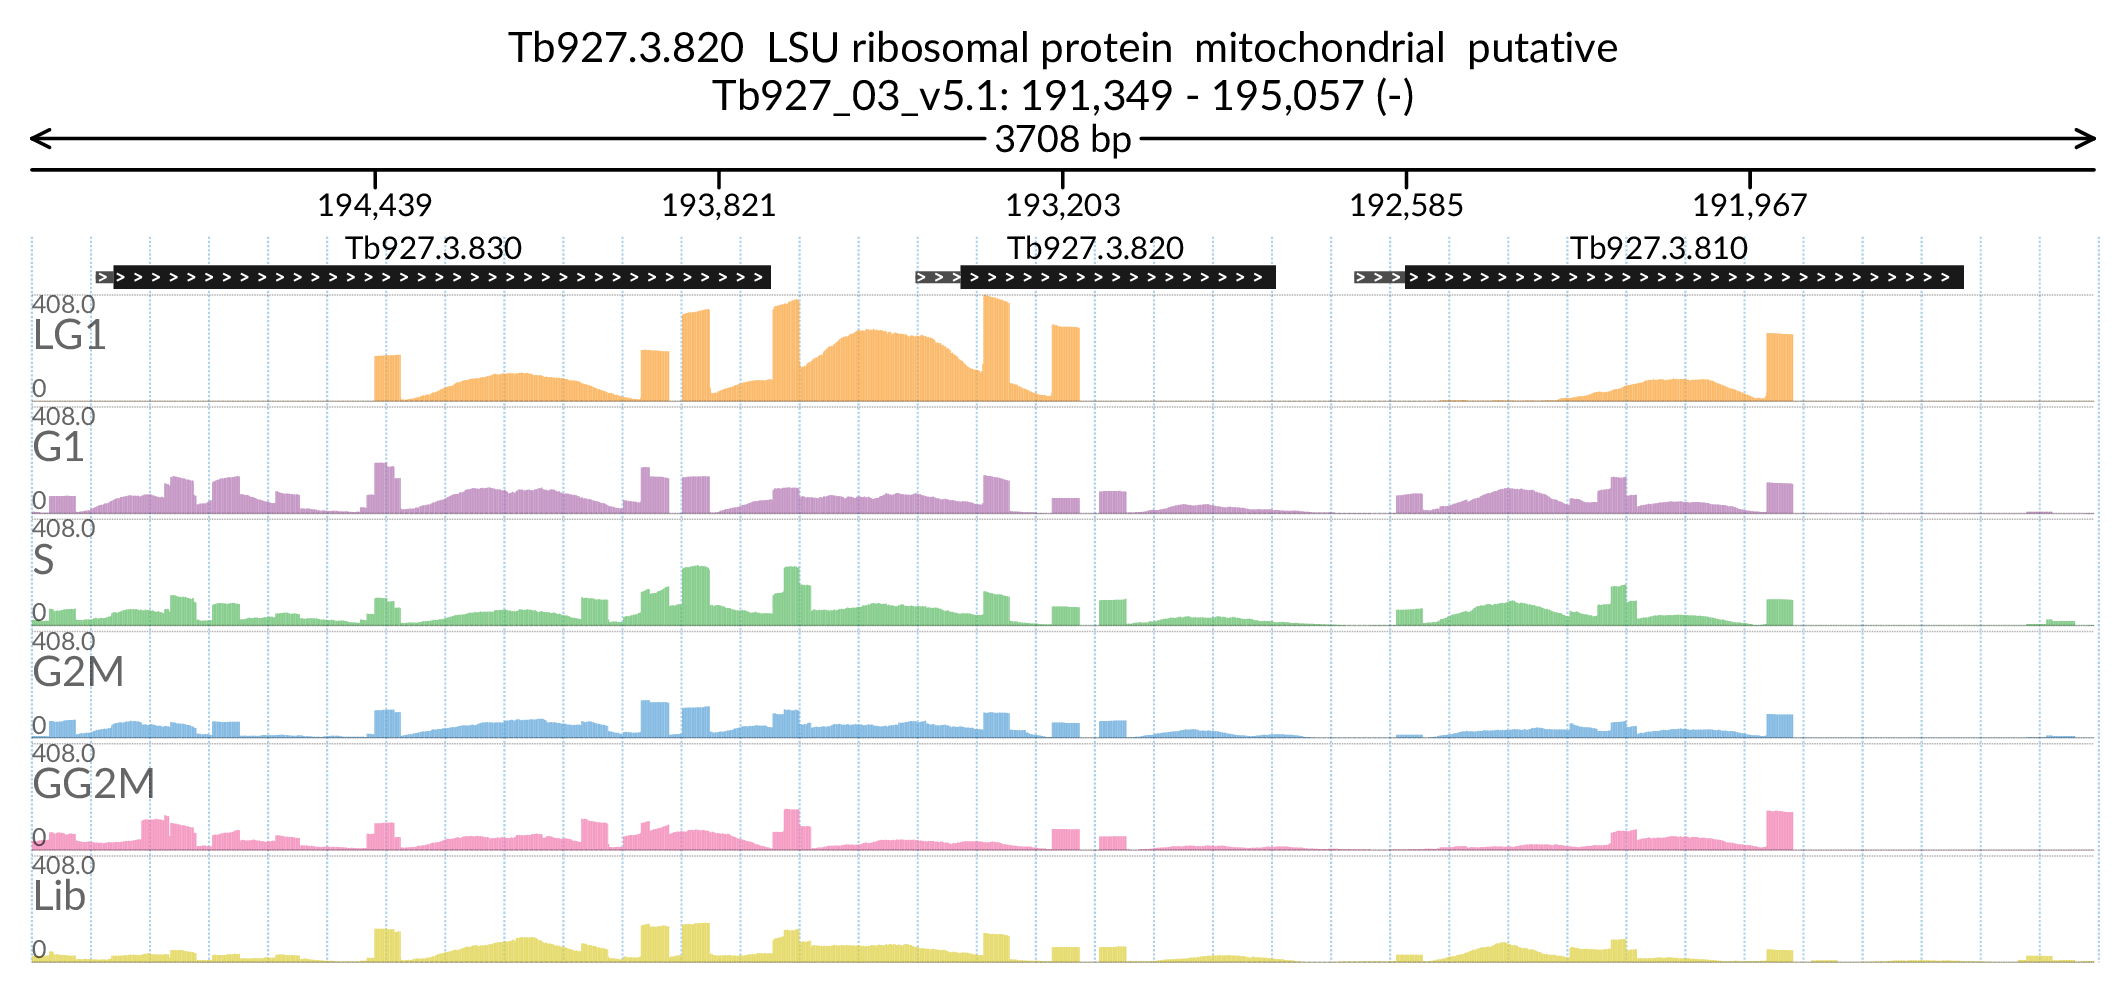 Tb927.3.820 LSU ribosomal protein mitochondrial putative
Tb927_03_v5.1: 191,349 - 195,057 (-)
3708 bp
194,439 193,821 193,203 192,585 191,967
Tb927.3.830 Tb927.3.820 Tb927.3.810
408.0
LG1
0
408.0
G1
0
408.0
S
0
408.0
G2M
0
408.0
GG2M
0
408.0
Lib
0